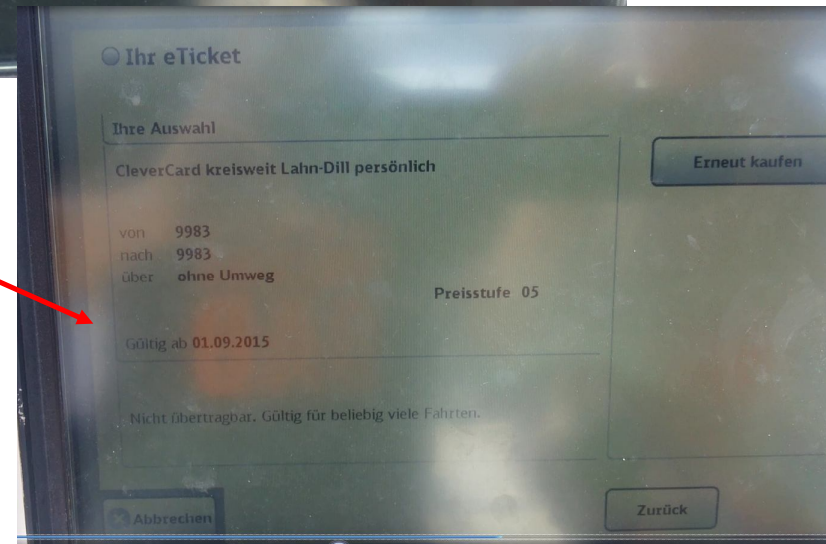 Ihr eTicket
Ihre Auswahl
CleverCard kreisweit Lahn-Dill persönlich
Erneut kaufen
von 9983
nach 9983
über ohne Umweg
Preisstufe 05
Gültig ab 01.09.2015
Nicht übertragbar. Gültig für beliebig viele Fahrten.
Abbrechen
Zurück